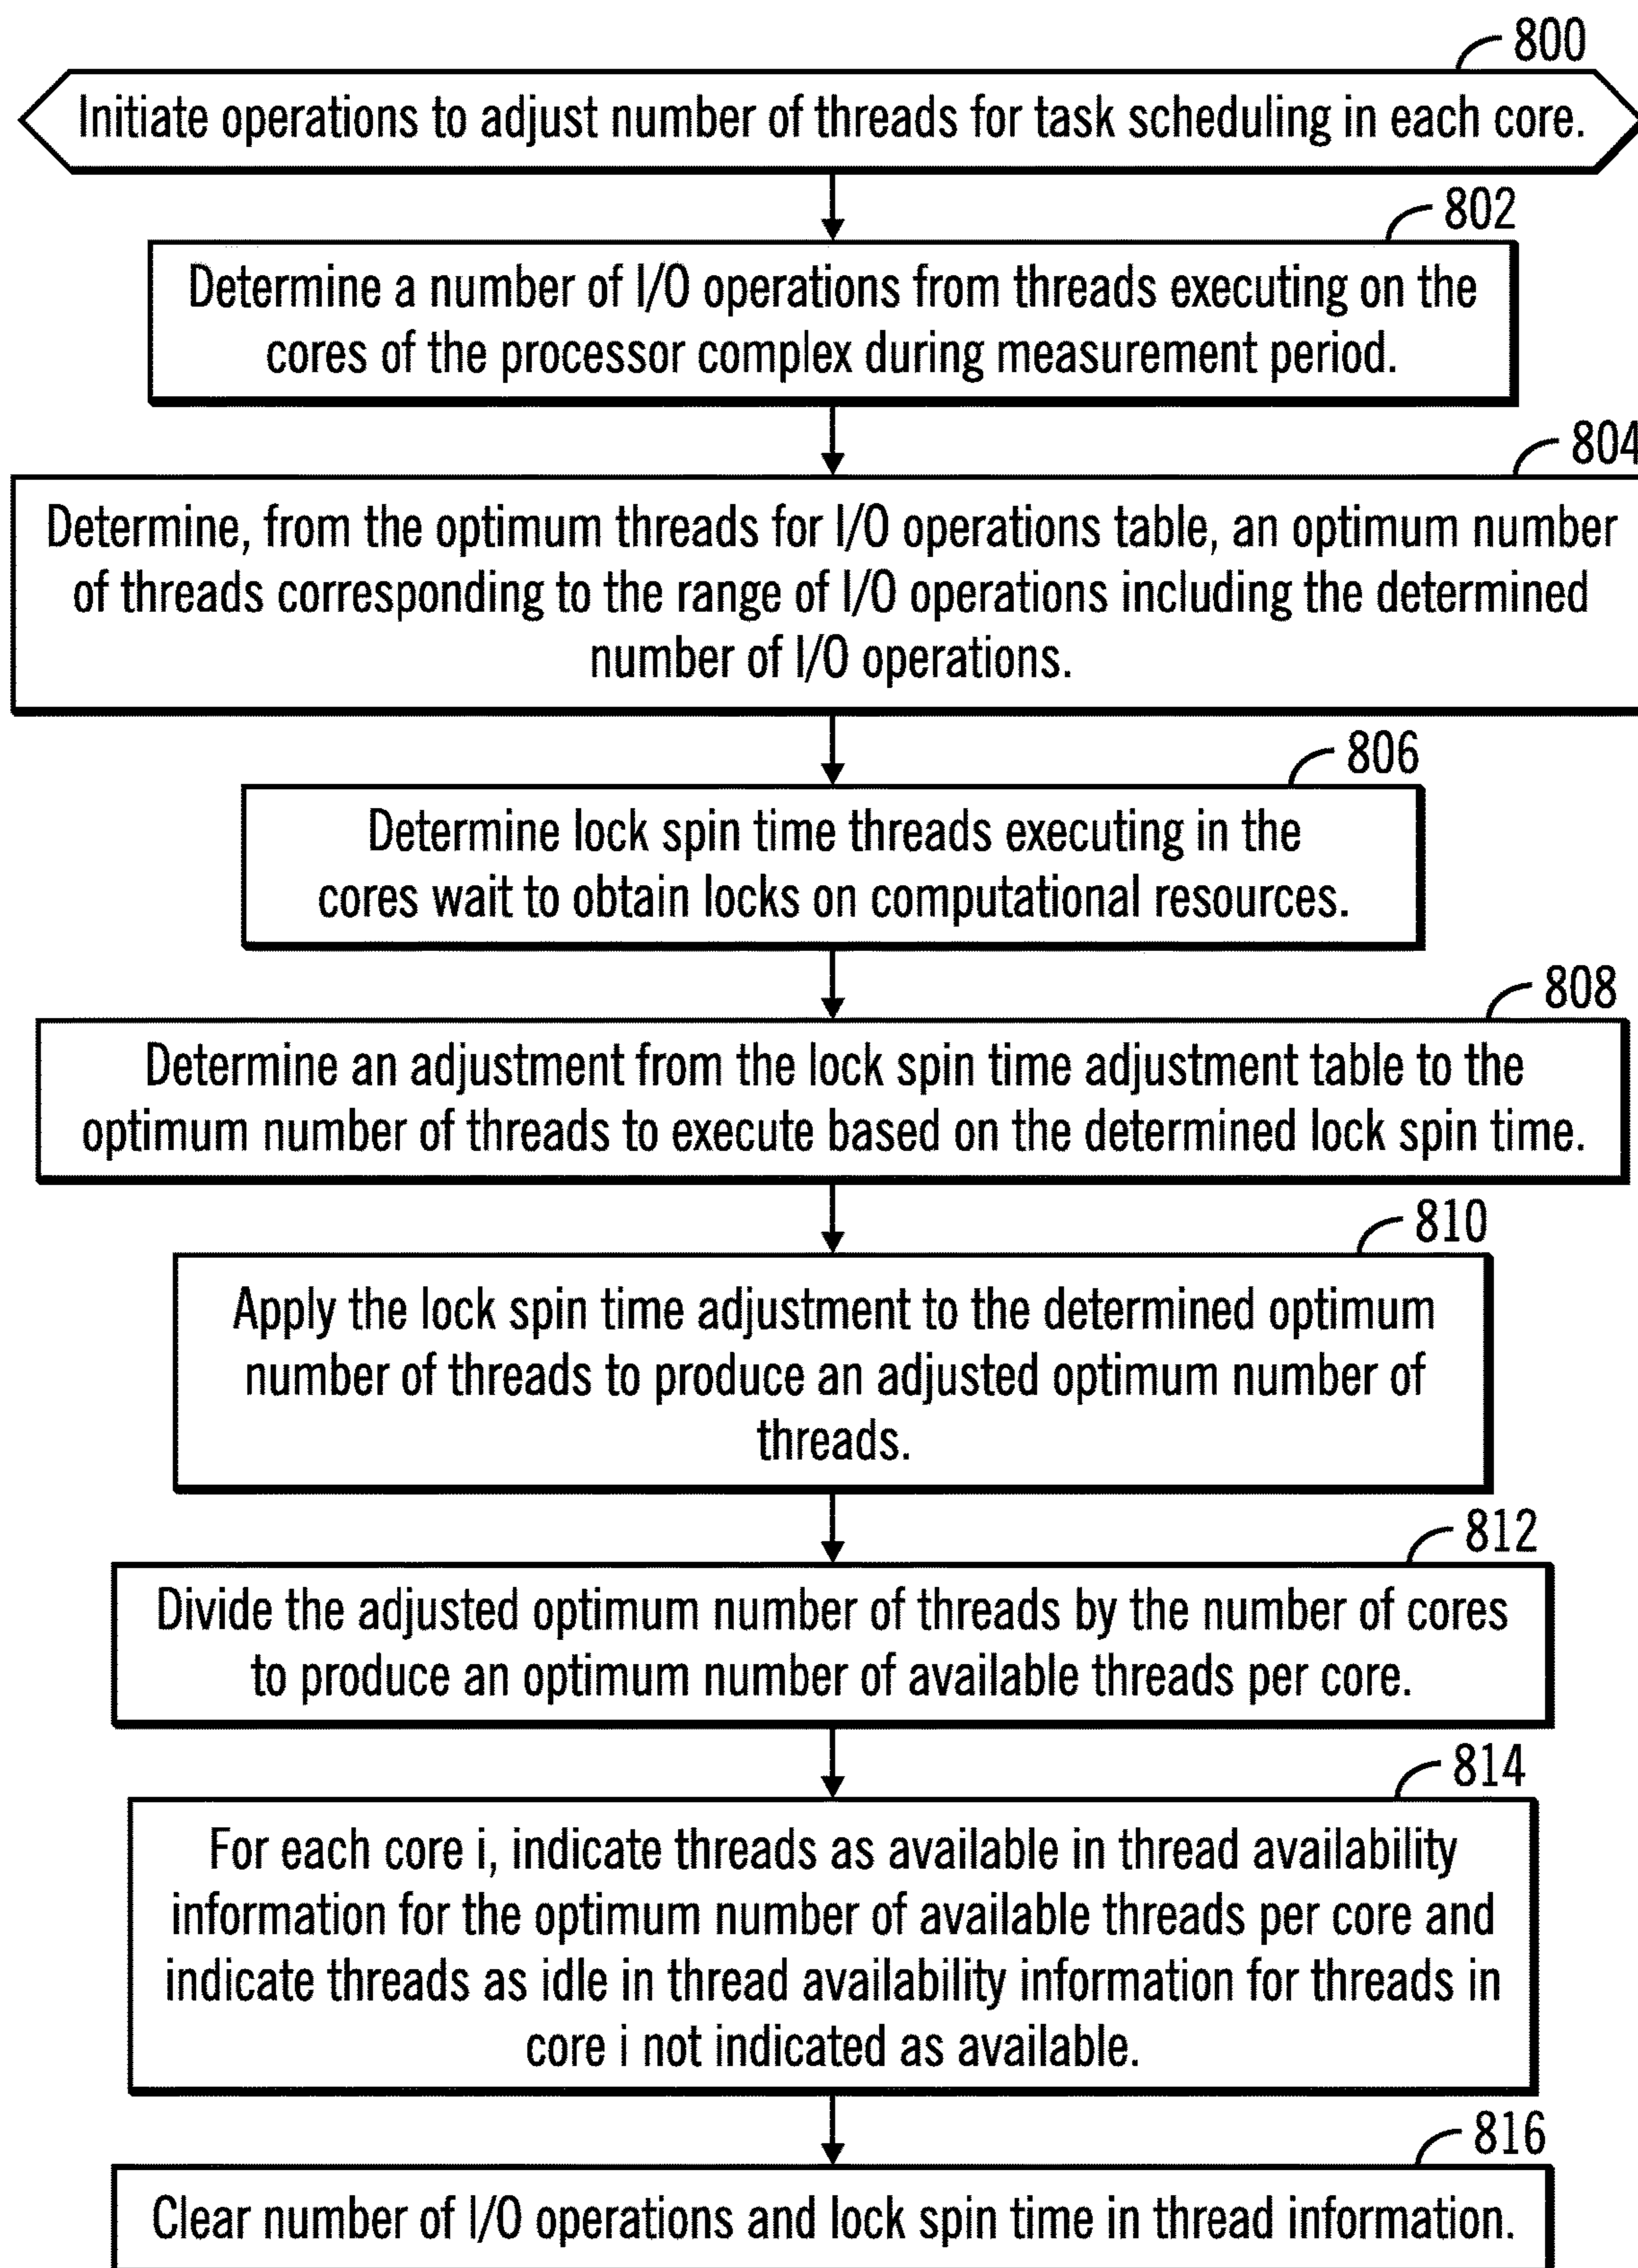 800
Initiate operations to adjust number of threads for task scheduling in each core.
802
Determine a number of I/O operations from threads executing on the
cores of the processor complex during measurement period.
804
Determine, from the optimum threads for I/O operations table, an optimum number
of threads corresponding to the range of I/O operations including the determined
number of I/O operations.
806
Determine lock spin time threads executing in the
cores wait to obtain locks on computational resources.
808
Determine an adjustment from the lock spin time adjustment table to the
optimum number of threads to execute based on the determined lock spin time.
810
Apply the lock spin time adjustment to the determined optimum
number of threads to produce an adjusted optimum number of
threads.
812
Divide the adjusted optimum number of threads by the number of cores
to produce an optimum number of available threads per core.
814
For each core i, indicate threads as available in thread availability
information for the optimum number of available threads per core and
indicate threads as idle in thread availability information for threads in
core i not indicated as available.
816
Clear number of I/O operations and lock spin time in thread information.